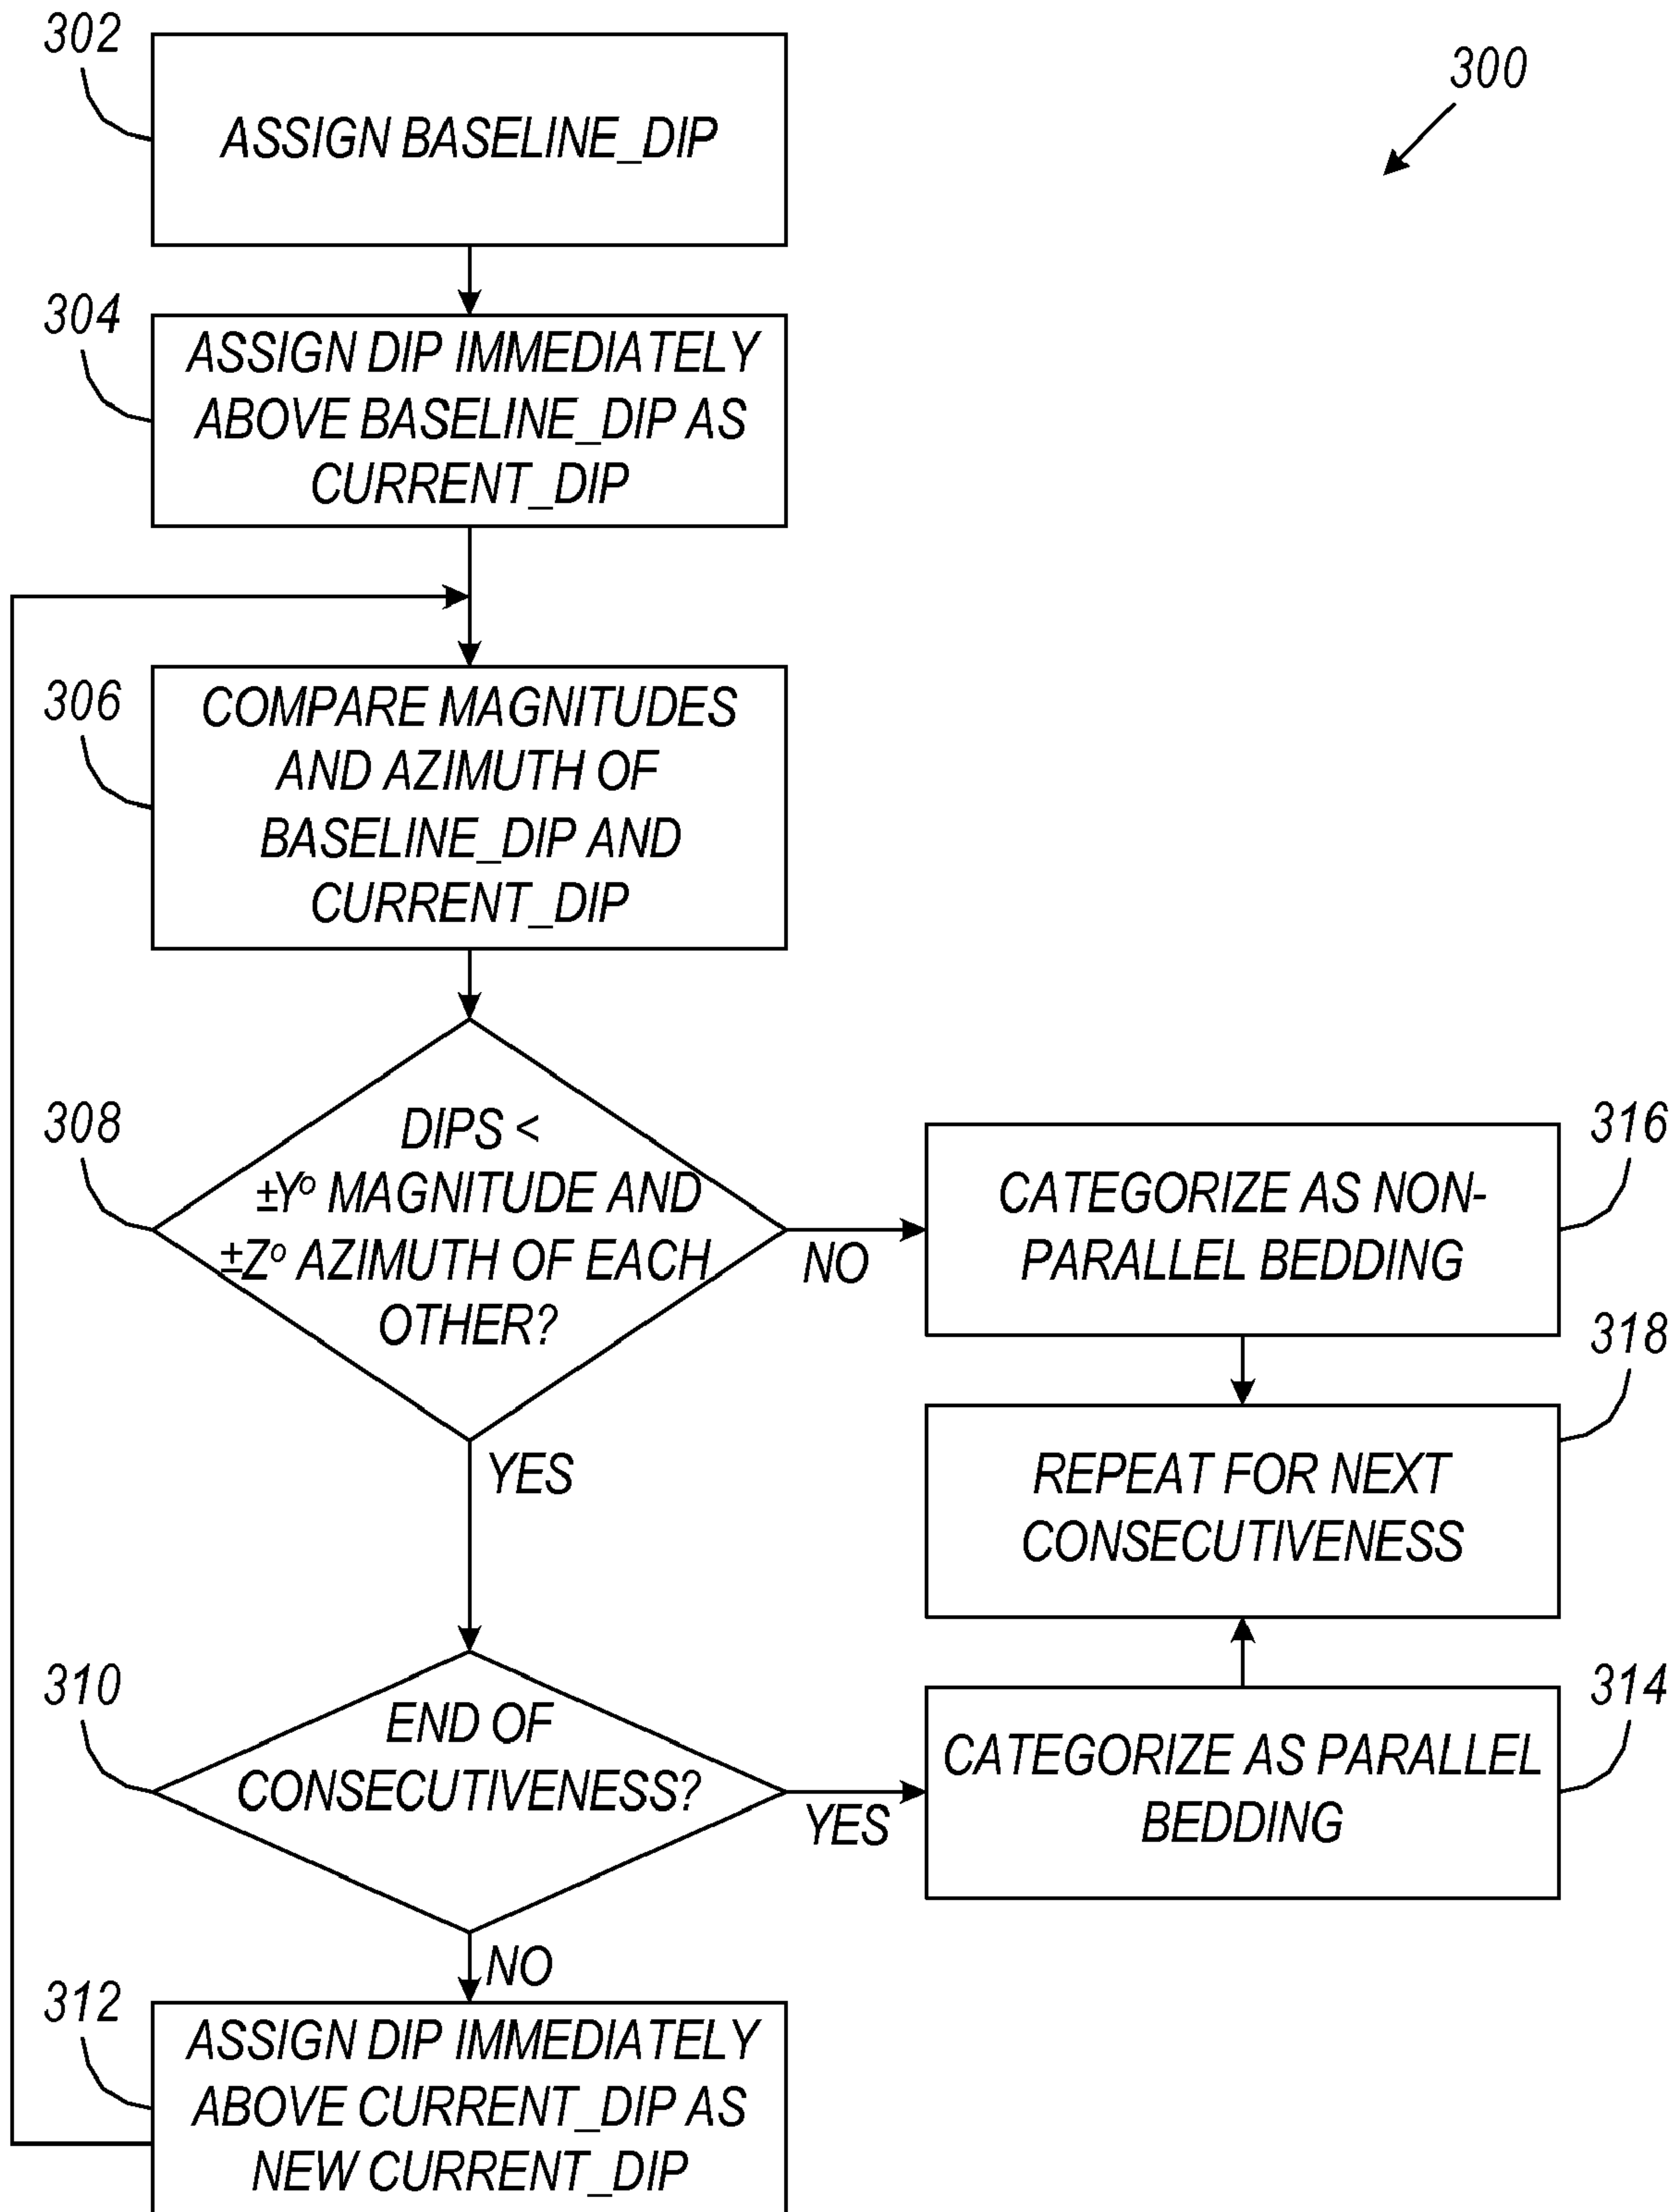 302
ASSIGN BASELINE_DIP
300
304
ASSIGN DIP IMMEDIATELY
ABOVE BASELINE_DIP AS
CURRENT_DIP
306
COMPARE MAGNITUDES
AND AZIMUTH OF
BASELINE_DIP AND
CURRENT_DIP
308
DIPS <
±Yº MAGNITUDE AND
±Zº AZIMUTH OF EACH
OTHER?
NO
YES
316
CATEGORIZE AS NON-
PARALLEL BEDDING
318
REPEAT FOR NEXT
CONSECUTIVENESS
310
END OF
CONSECUTIVENESS?
YES
NO
314
CATEGORIZE AS PARALLEL
BEDDING
312
ASSIGN DIP IMMEDIATELY
ABOVE CURRENT_DIP AS
NEW CURRENT_DIP